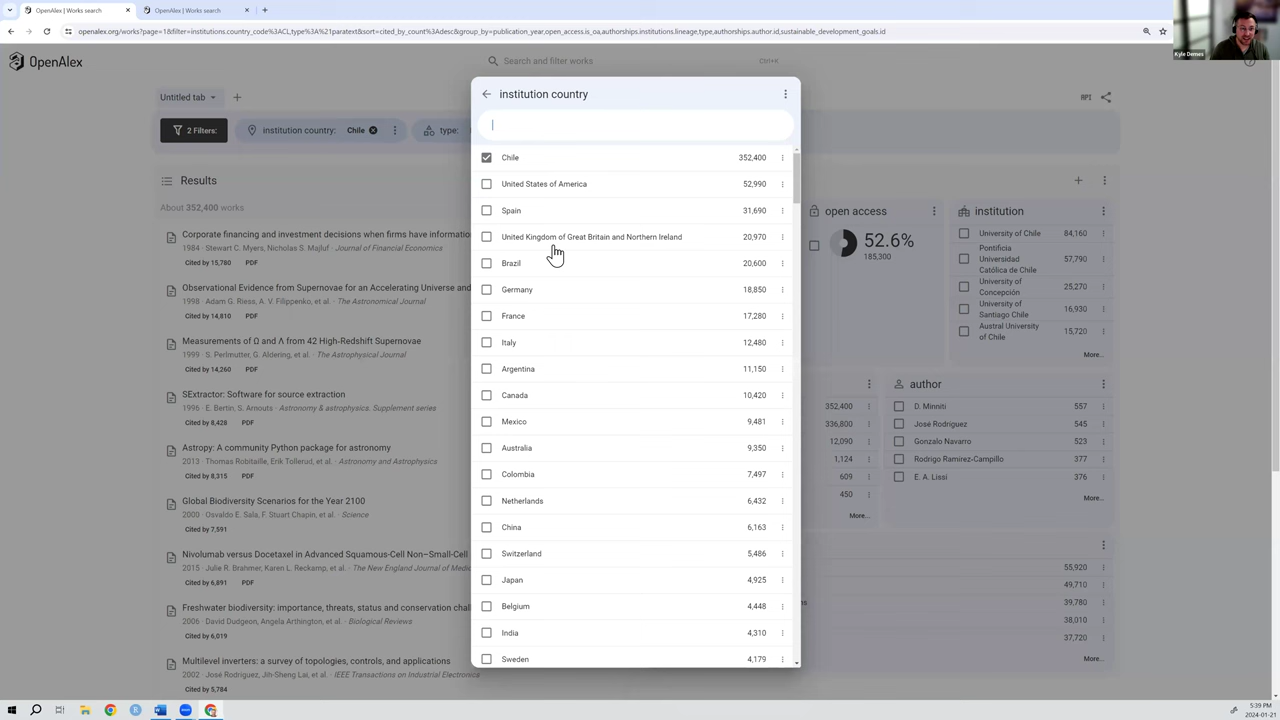 OpenAlex | Works search
OpenAlex | Works search
openalex.org/works?page=1&filter=institutions.country_code%3ACL,type%3A%21paratext&sort=cited_by_count%3Adesc&group_by=publication_year,open_access.is_oa,authorships.institutions.lineage,type,authorships.author.id,sustainable_development_goals.id
Kyle Demes
OpenAlex
Search and filter works
Ctrl+K
Untitled tab
API
2 Filters:
institution country: Chile
type:
Results
About 352,400 works
Corporate financing and investment decisions when firms have information that
1984 · Stewart C. Myers, Nicholas S. Majluf · Journal of Financial Economics
Cited by 15,780 PDF
Observational Evidence from Supernovae for an Accelerating Universe and
1998 · Adam G. Riess, A. V. Filippenko, et al. · The Astronomical Journal
Cited by 14,810 PDF
Measurements of Ω and Λ from 42 High-Redshift Supernovae
1999 · S. Perlmutter, G. Aldering, et al. · The Astrophysical Journal
Cited by 14,260 PDF
SExtractor: Software for source extraction
1996 · E. Bertin, S. Arnouts · Astronomy & astrophysics. Supplement series
Cited by 8,428 PDF
Astropy: A community Python package for astronomy
2013 · Thomas Robitaille, Erik Tollerud, et al. · Astronomy and Astrophysics
Cited by 8,315 PDF
Global Biodiversity Scenarios for the Year 2100
2000 · Osvaldo E. Sala, F. Stuart Chapin, et al. · Science
Cited by 7,591
Nivolumab versus Docetaxel in Advanced Squamous-Cell Non–Small-Cell
2015 · Julie R. Brahmer, Karen L. Reckamp, et al. · The New England Journal of Medic
Cited by 6,891 PDF
Freshwater biodiversity: importance, threats, status and conservation chall
2006 · David Dudgeon, Angela Arthington, et al. · Biological Reviews
Cited by 6,019
Multilevel inverters: a survey of topologies, controls, and applications
2002 · José Rodríguez, Jih-Sheng Lai, et al. · IEEE Transactions on Industrial Electronics
Cited by 5,784 PDF
institution country
Chile 352,400
United States of America 52,990
Spain 31,690
United Kingdom of Great Britain and Northern Ireland 20,970
Brazil 20,600
Germany 18,850
France 17,280
Italy 12,480
Argentina 11,150
Canada 10,420
Mexico 9,481
Australia 9,350
Colombia 7,497
Netherlands 6,432
China 6,163
Switzerland 5,486
Japan 4,925
Belgium 4,448
India 4,310
Sweden 4,179
open access
52.6%
185,300
institution
University of Chile 84,160
Pontificia
Universidad
Católica de Chile 57,790
University of
Concepción 25,270
University of
Santiago Chile 16,930
Austral University
of Chile 15,720
More...
352,400
336,800
12,090
1,124
609
450
More...
author
D. Minniti 557
José Rodríguez 545
Gonzalo Navarro 523
Rodrigo Ramírez-Campillo 377
E. A. Lissi 376
More...
55,920
49,710
ms 39,780
38,010
37,720
More...
5:39 PM
2024-01-21